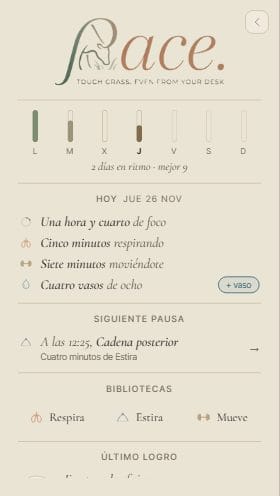 Race.
TOUCH GRASS. EVEN FROM YOUR DESK
L M X J V S D
2 días en ritmo · mejor 9
HOY JUE 26 NOV
Una hora y cuarto de foco
Cinco minutos respirando
Siete minutos moviéndote
Cuatro vasos de ocho
+ vaso
SIGUIENTE PAUSA
A las 12:25, Cadena posterior
→
Cuatro minutos de Estira
BIBLIOTECAS
Respira Estira Mueve
ÚLTIMO LOGRO